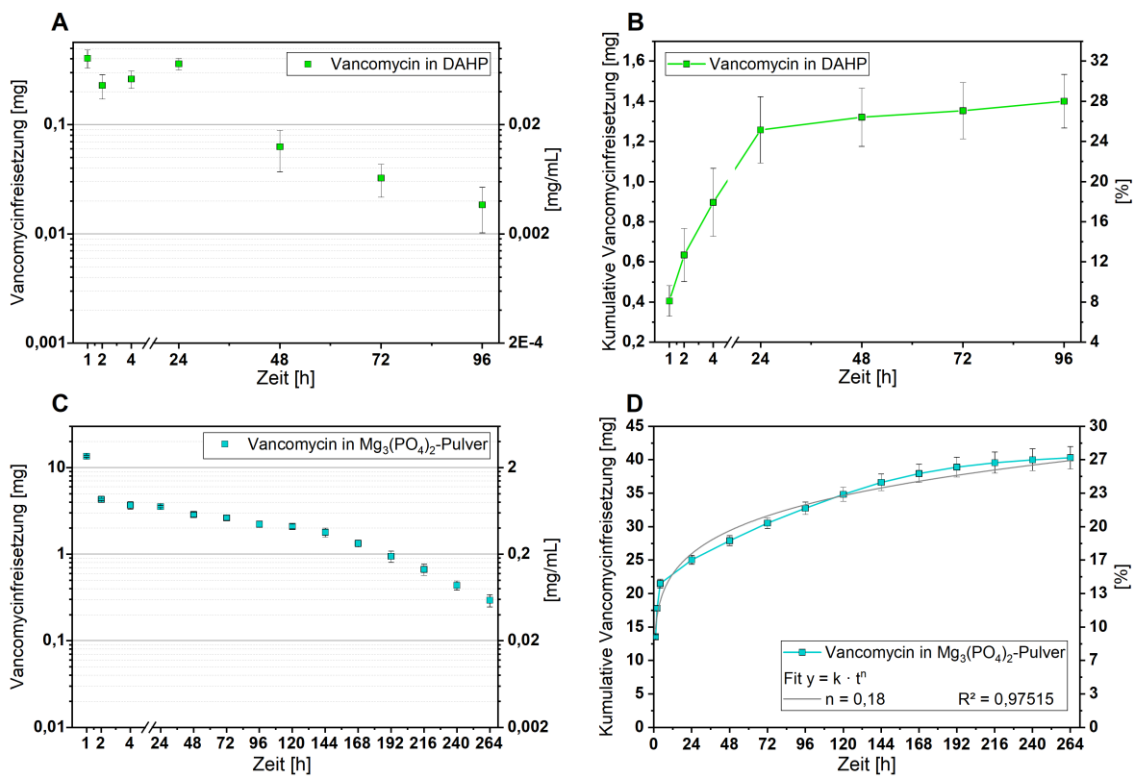 A
Vancomycinfreisetzung [mg]
0,1
0,01
0,001
Vancomycin in DAHP
0,02
0,002
2E-4
[mg/mL]
1 2 4 24 48 72 96
Zeit [h]
B
Kumulative Vancomycinfreisetzung [mg]
1,6
1,4
1,2
1,0
0,8
0,6
0,4
0,2
Vancomycin in DAHP
32
28
24
20
16
12
8
4
[%]
1 2 4 24 48 72 96
Zeit [h]
C
Vancomycinfreisetzung [mg]
10
1
0,1
0,01
Vancomycin in Mg₃(PO₄)₂-Pulver
2
0,2
0,02
0,002
[mg/mL]
1 2 4 24 48 72 96 120 144 168 192 216 240 264
Zeit [h]
D
Kumulative Vancomycinfreisetzung [mg]
45
40
35
30
25
20
15
10
5
0
30
27
23
20
17
13
10
7
3
0
[%]
Vancomycin in Mg₃(PO₄)₂-Pulver
Fit y = k · tⁿ
n = 0,18 R² = 0,97515
0 24 48 72 96 120 144 168 192 216 240 264
Zeit [h]